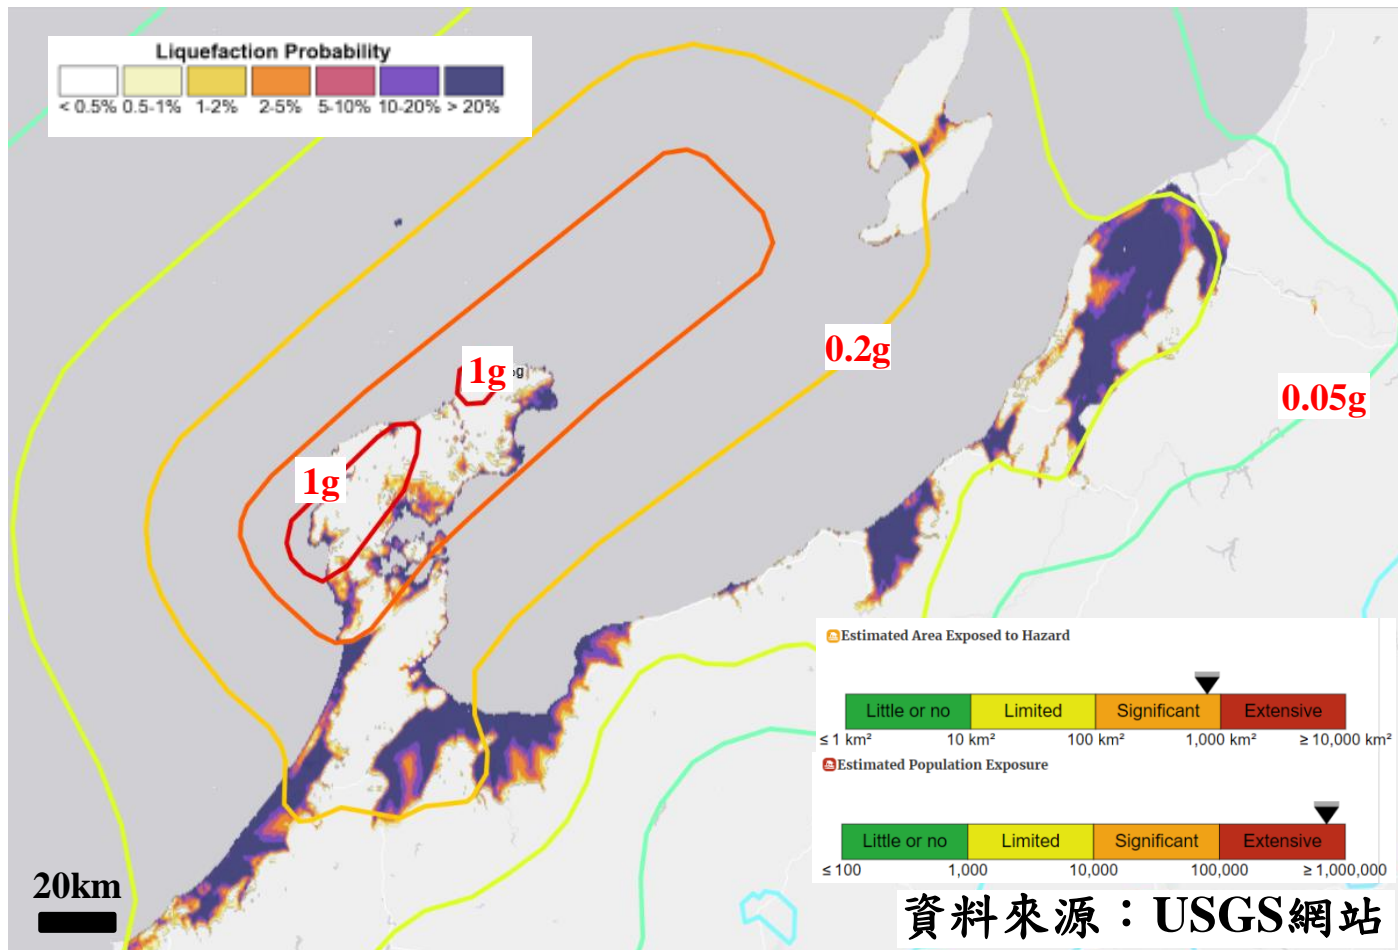 Liquefaction Probability
< 0.5% 0.5-1% 1-2% 2-5% 5-10% 10-20% > 20%
0.2g
1g
0.05g
1g
Estimated Area Exposed to Hazard
Little or no Limited Significant Extensive
≤ 1 km² 10 km² 100 km² 1,000 km² ≥ 10,000 km²
Estimated Population Exposure
Little or no Limited Significant Extensive
≤ 100 1,000 10,000 100,000 ≥ 1,000,000
20km
資料來源：USGS網站